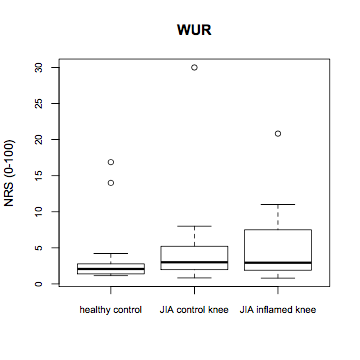 WUR
NRS (0-100)
30
25
20
15
10
5
0
healthy control
JIA control knee
JIA inflamed knee